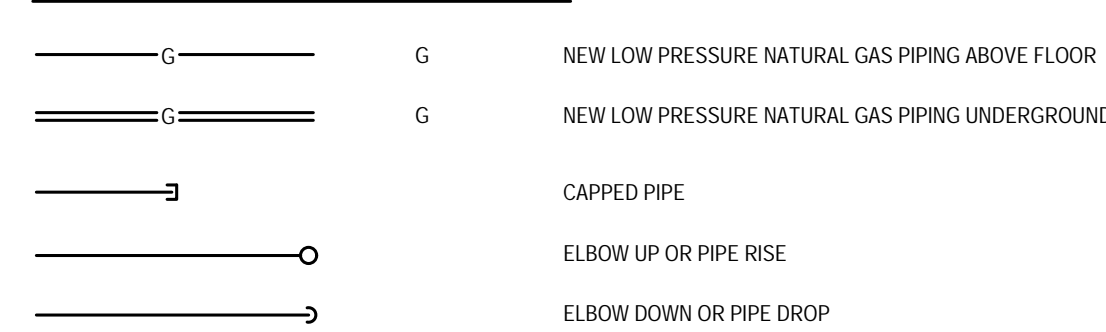 G G NEW LOW PRESSURE NATURAL GAS PIPING ABOVE FLOOR
G G NEW LOW PRESSURE NATURAL GAS PIPING UNDERGROUND
CAPPED PIPE
ELBOW UP OR PIPE RISE
ELBOW DOWN OR PIPE DROP